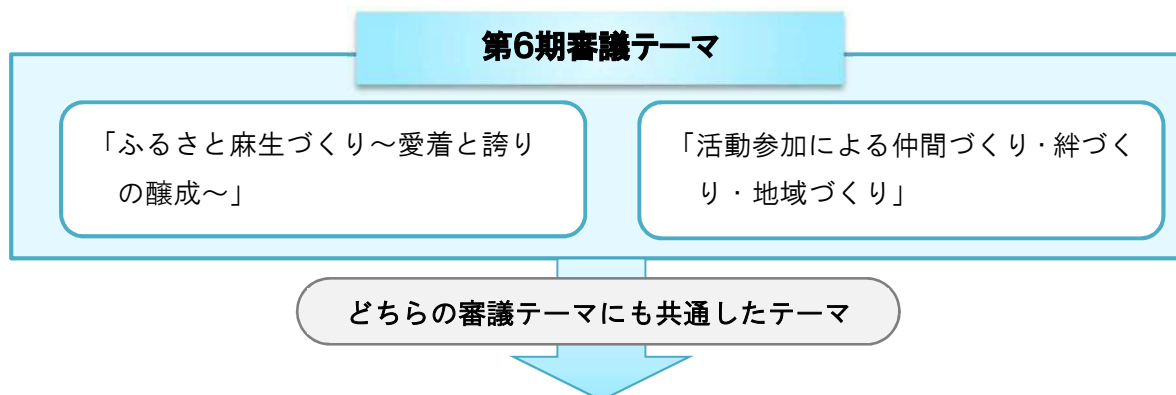 第6期審議テーマ
「ふるさと麻生づくり～愛着と誇り
の醸成～」
「活動参加による仲間づくり・絆づく
り・地域づくり」
どちらの審議テーマにも共通したテーマ